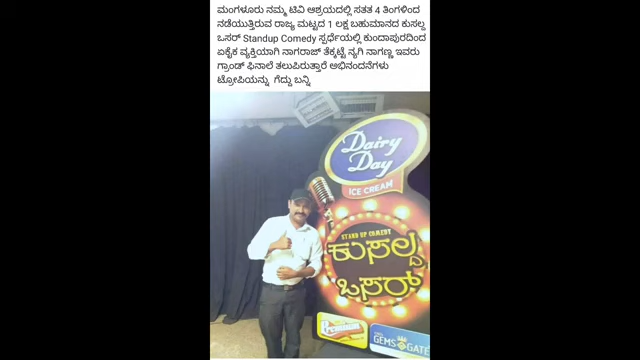 ಮಂಗಳೂರು ನಮ್ಮ ಟಿವಿ ಆಶ್ರಯದಲ್ಲಿ ಸತತ 4 ತಿಂಗಳಿಂದ
ನಡೆಯುತ್ತಿರುವ ರಾಜ್ಯ ಮಟ್ಟದ 1 ಲಕ್ಷ ಬಹುಮಾನದ ಕುಸಲ್ದ
ಒಸರ್ Standup Comedy ಸ್ಪರ್ಧೆಯಲ್ಲಿ ಕುಂದಾಪುರದಿಂದ
ಏಕೈಕ ವ್ಯಕ್ತಿಯಾಗಿ ನಾಗರಾಜ್ ತೆಕ್ಕಟ್ಟೆ ನ್ಯಗಿ ನಾಗಣ್ಣ ಇವರು
ಗ್ರಾಂಡ್ ಫಿನಾಲೆ ತಲುಪಿರುತ್ತಾರೆ ಅಭಿನಂದನೆಗಳು
ಟ್ರೋಪಿಯನ್ನು ಗೆದ್ದು ಬನ್ನಿ
Dairy
Day
ICE CREAM
STAND UP COMEDY
ಕುಸಲ್ದ
ಒಸರ್
GEMS GATE